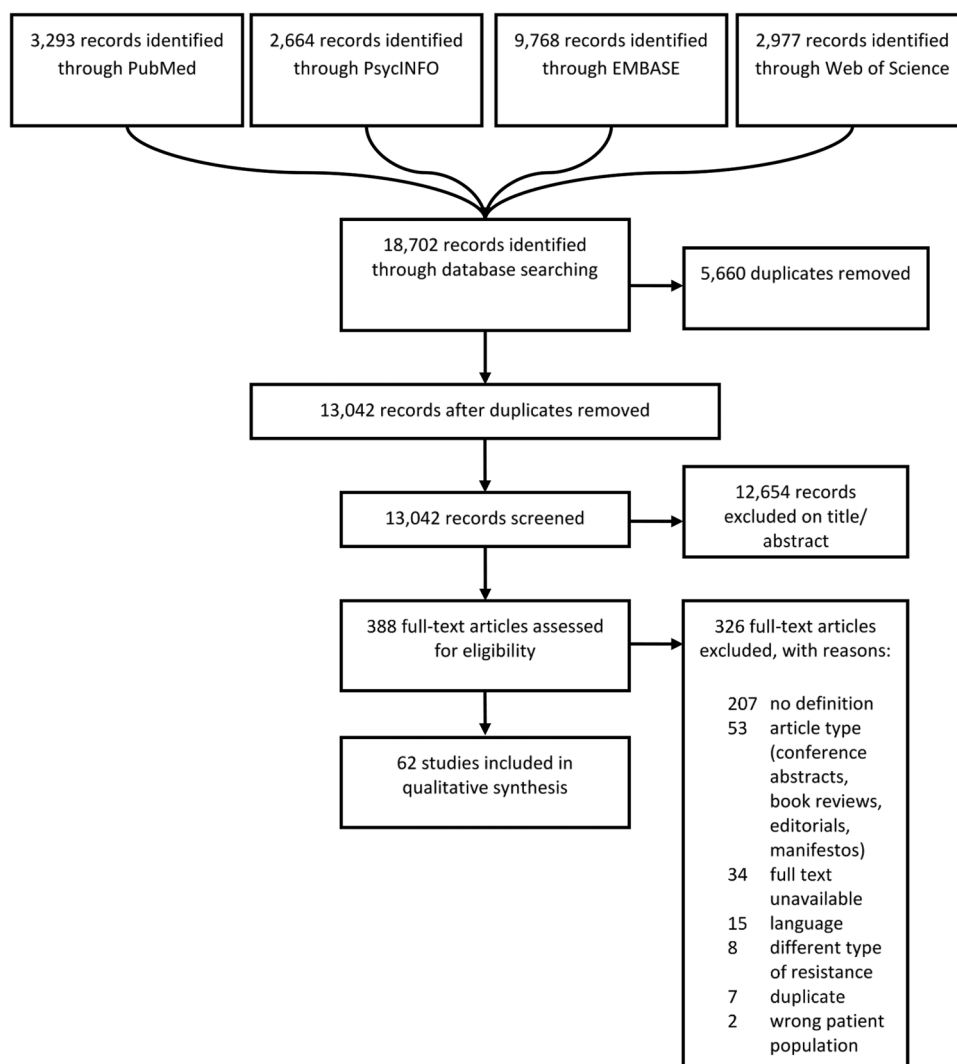 3,293 records identified
through PubMed
2,664 records identified
through PsycINFO
9,768 records identified
through EMBASE
2,977 records identified
through Web of Science
18,702 records identified
through database searching
5,660 duplicates removed
13,042 records after duplicates removed
13,042 records screened
12,654 records
excluded on title/
abstract
388 full-text articles assessed
for eligibility
326 full-text articles
excluded, with reasons:
207 no definition
53 article type
(conference
abstracts,
book reviews,
editorials,
manifestos)
34 full text
unavailable
15 language
8 different type
of resistance
7 duplicate
2 wrong patient
population
62 studies included in
qualitative synthesis